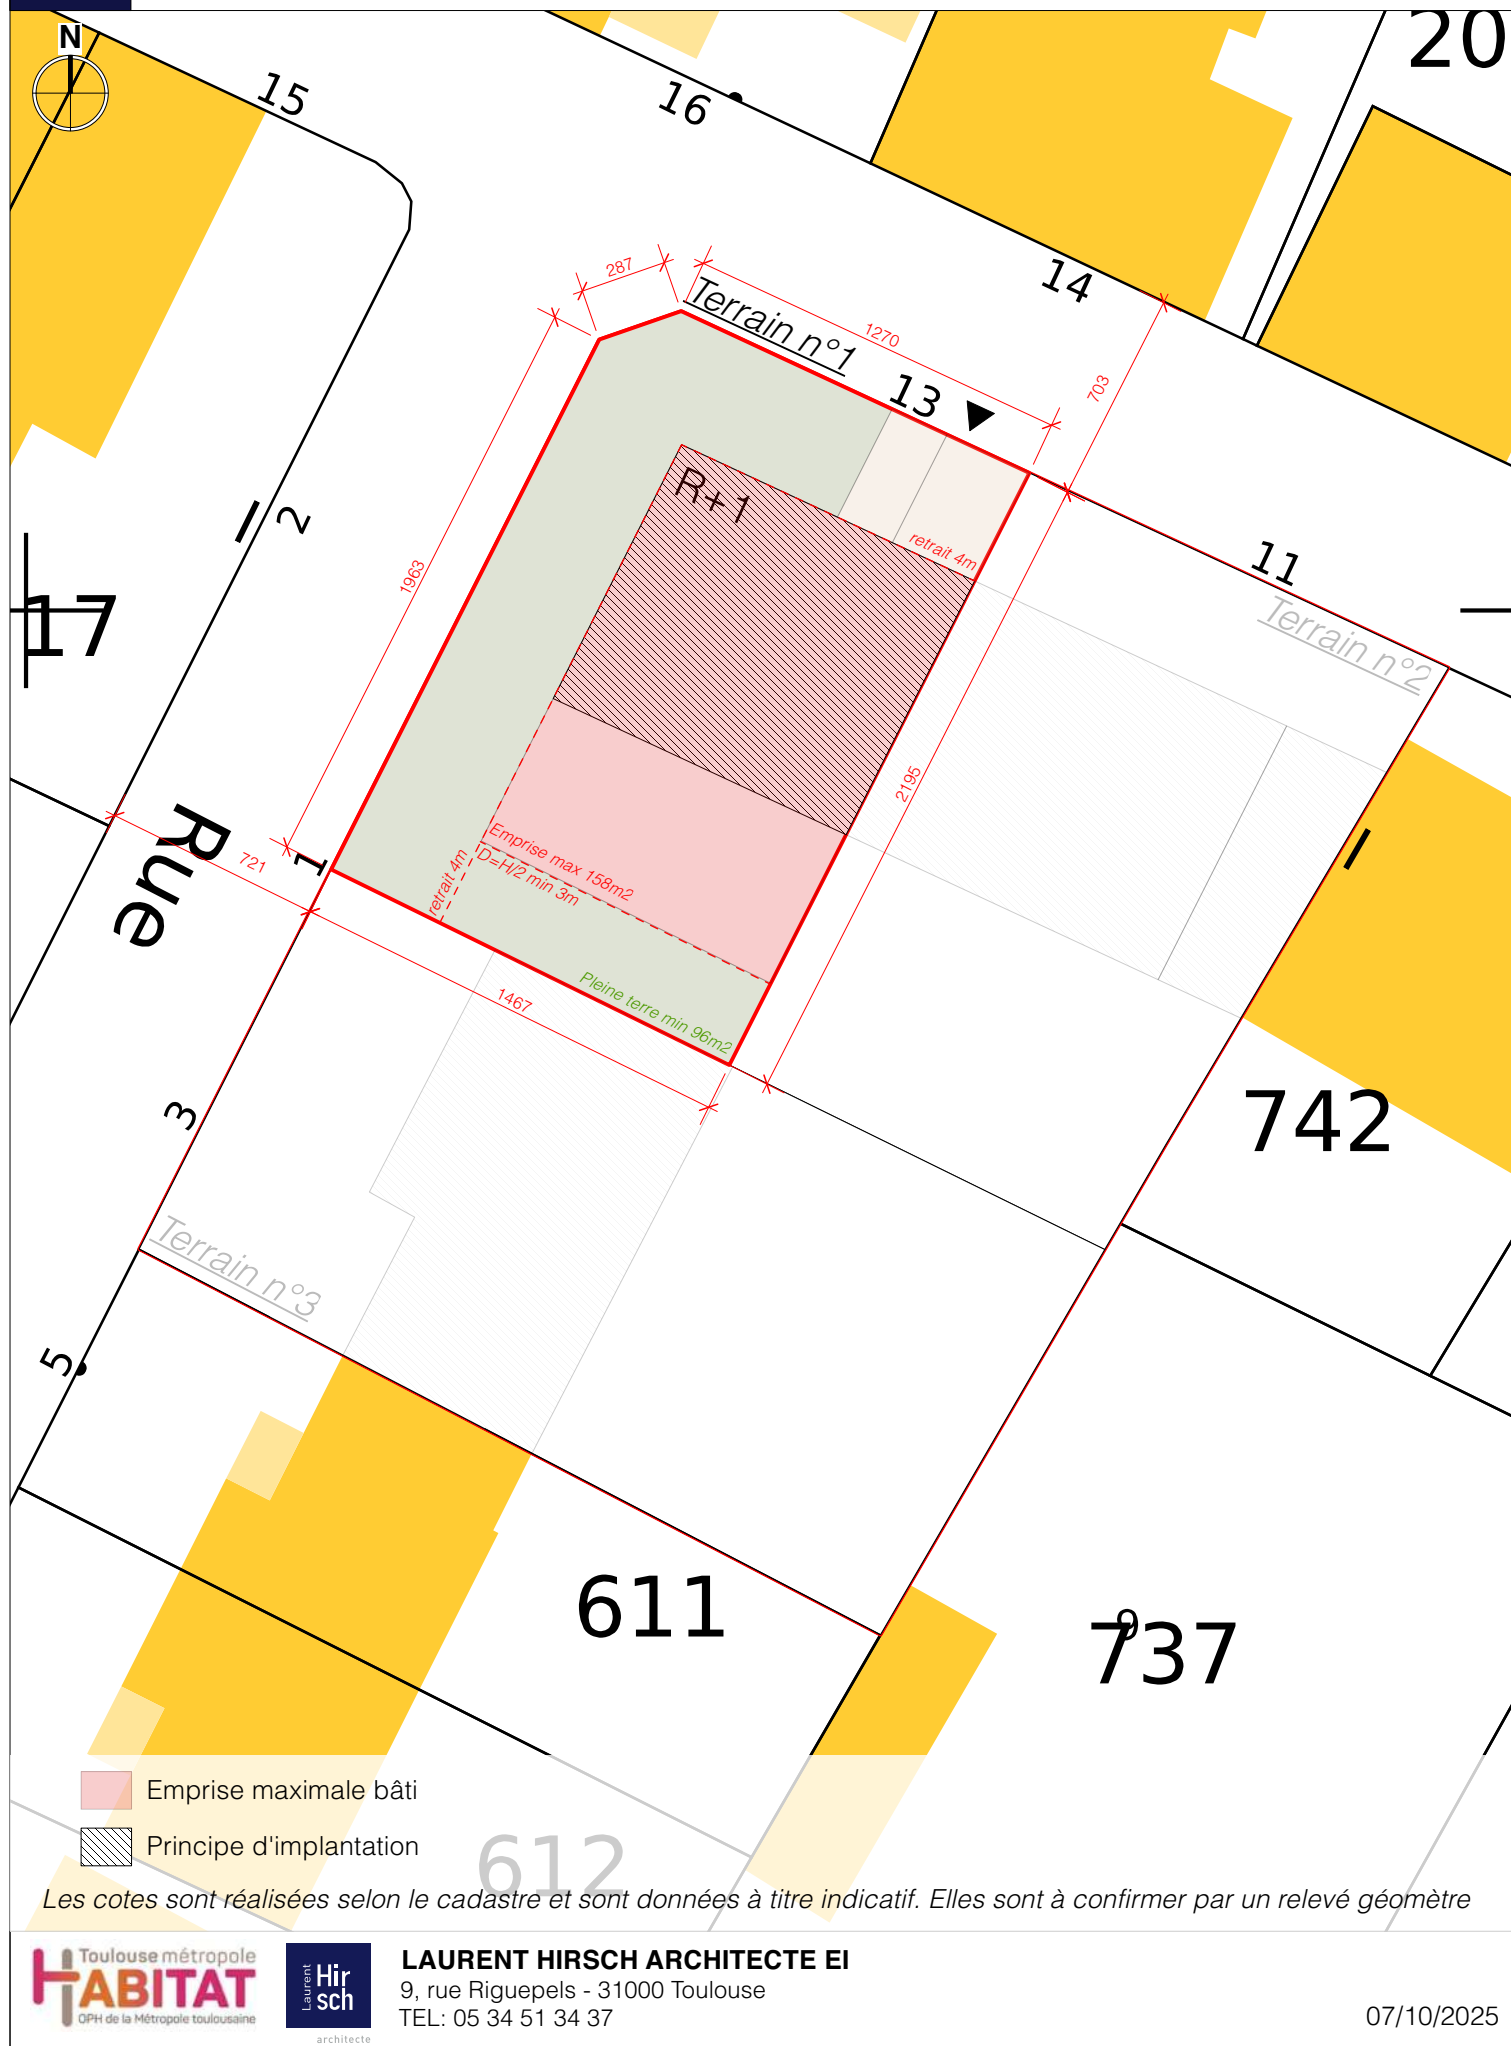 N
20
15
16
14
287
Terrain n°1
1270
13
703
R+1
retrait 4m
11
Terrain n°2
2
17
1963
2195
Rue
721
1
Emprise max 158m2
D=H/2 min 3m
retrait 4m
Pleine terre min 96m2
1467
742
3
Terrain n°3
5
611
9
737
Emprise maximale bâti
Principe d'implantation
612
Les cotes sont réalisées selon le cadastre et sont données à titre indicatif. Elles sont à confirmer par un relevé géomètre
Toulouse métropole
HABITAT
OPH de la Métropole toulousaine
Laurent
Hir
sch
architecte
LAURENT HIRSCH ARCHITECTE EI
9, rue Riguepels - 31000 Toulouse
TEL: 05 34 51 34 37
07/10/2025